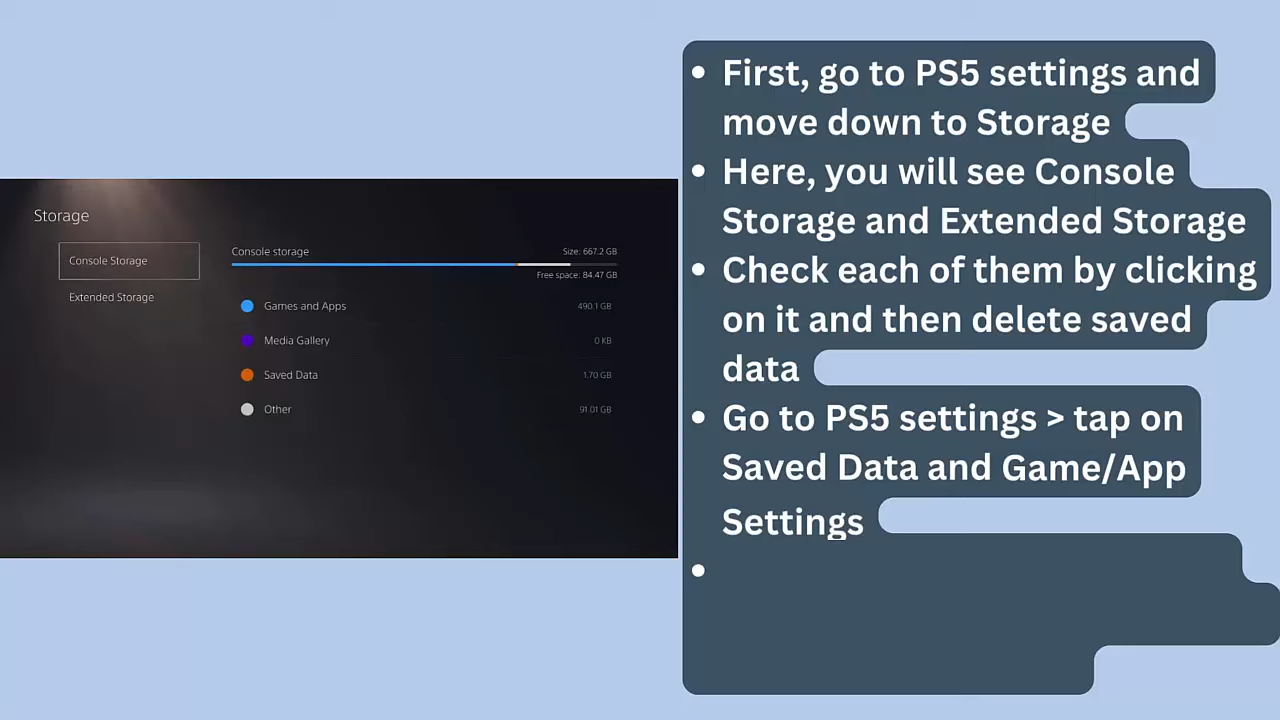 Storage
Console Storage
Extended Storage
Console storage
Size: 667.2 GB
Free space: 84.47 GB
Games and Apps
490.1 GB
Media Gallery
0 KB
Saved Data
1.70 GB
Other
91.01 GB
• First, go to PS5 settings and
move down to Storage
• Here, you will see Console
Storage and Extended Storage
• Check each of them by clicking
on it and then delete saved
data
• Go to PS5 settings > tap on
Saved Data and Game/App
Settings
•